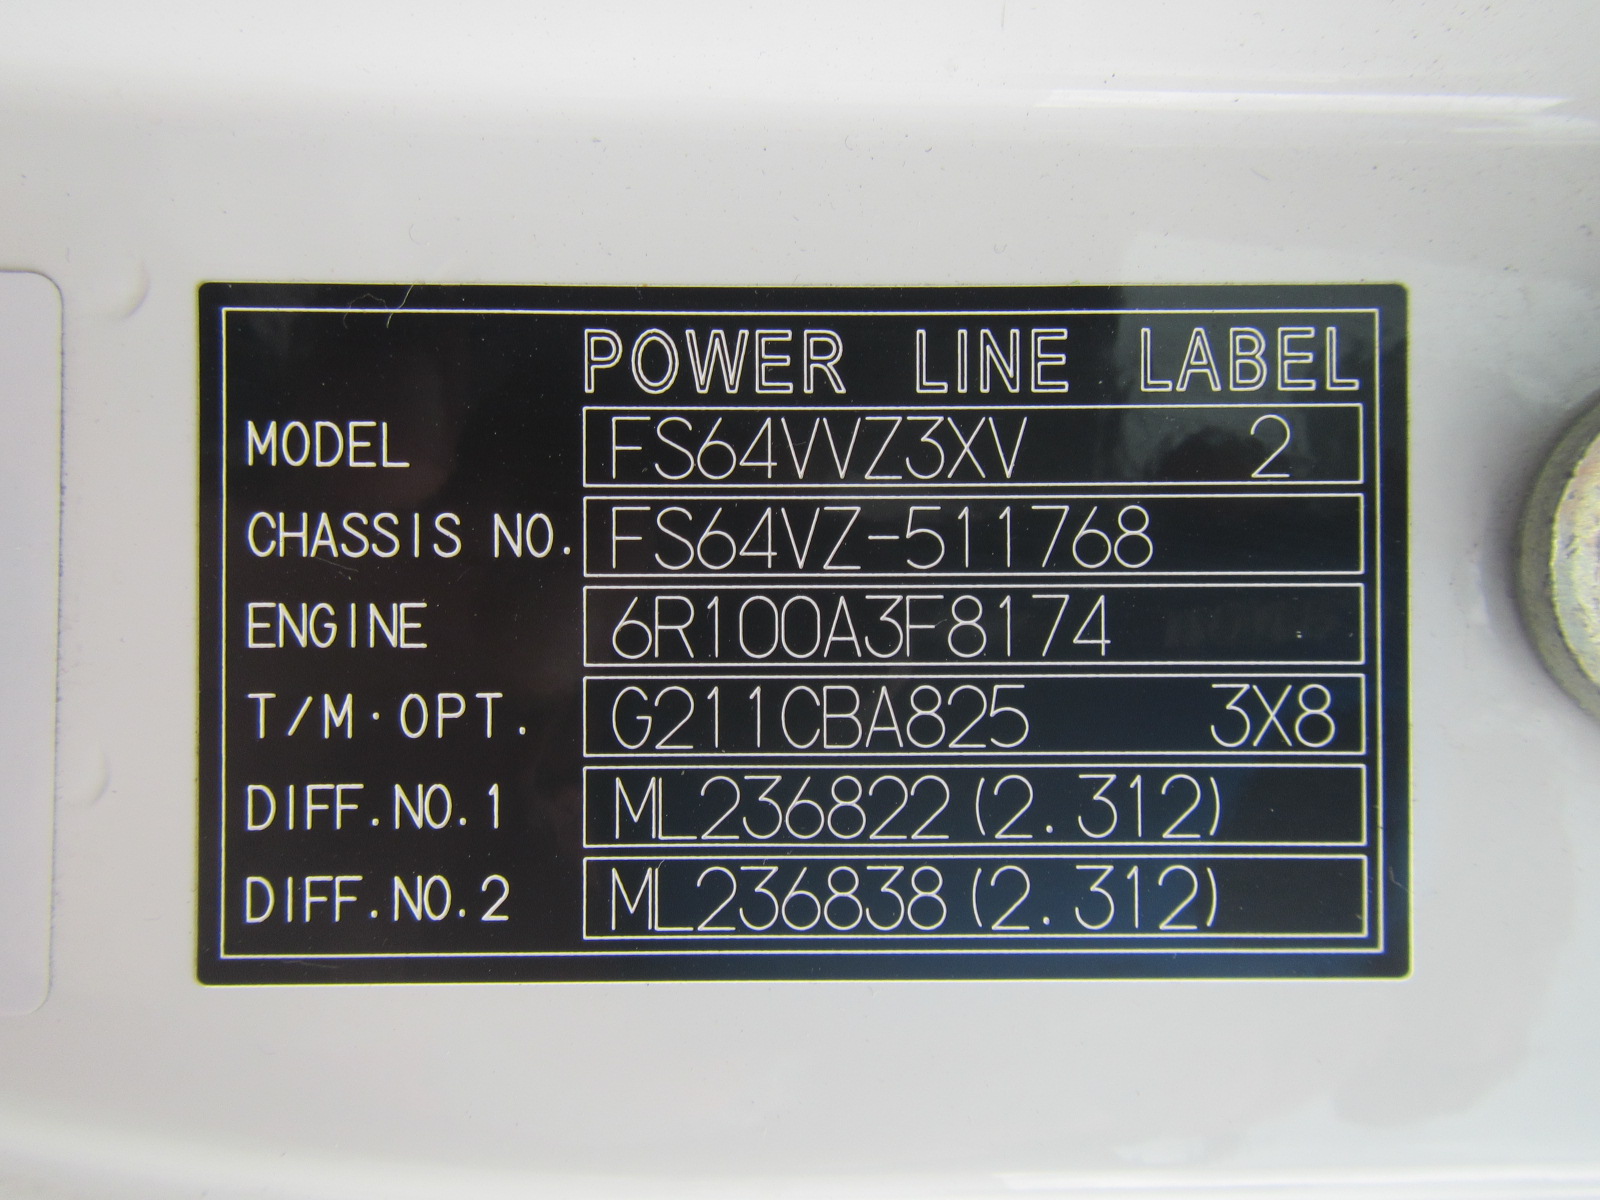 POWER LINE LABEL
MODEL FS64VVZ3XV 2
CHASSIS NO. FS64VZ-511768
ENGINE 6R100A3F8174
T/M·OPT. G211CBA825 3X8
DIFF.NO.1 ML236822(2.312)
DIFF.NO.2 ML236838(2.312)